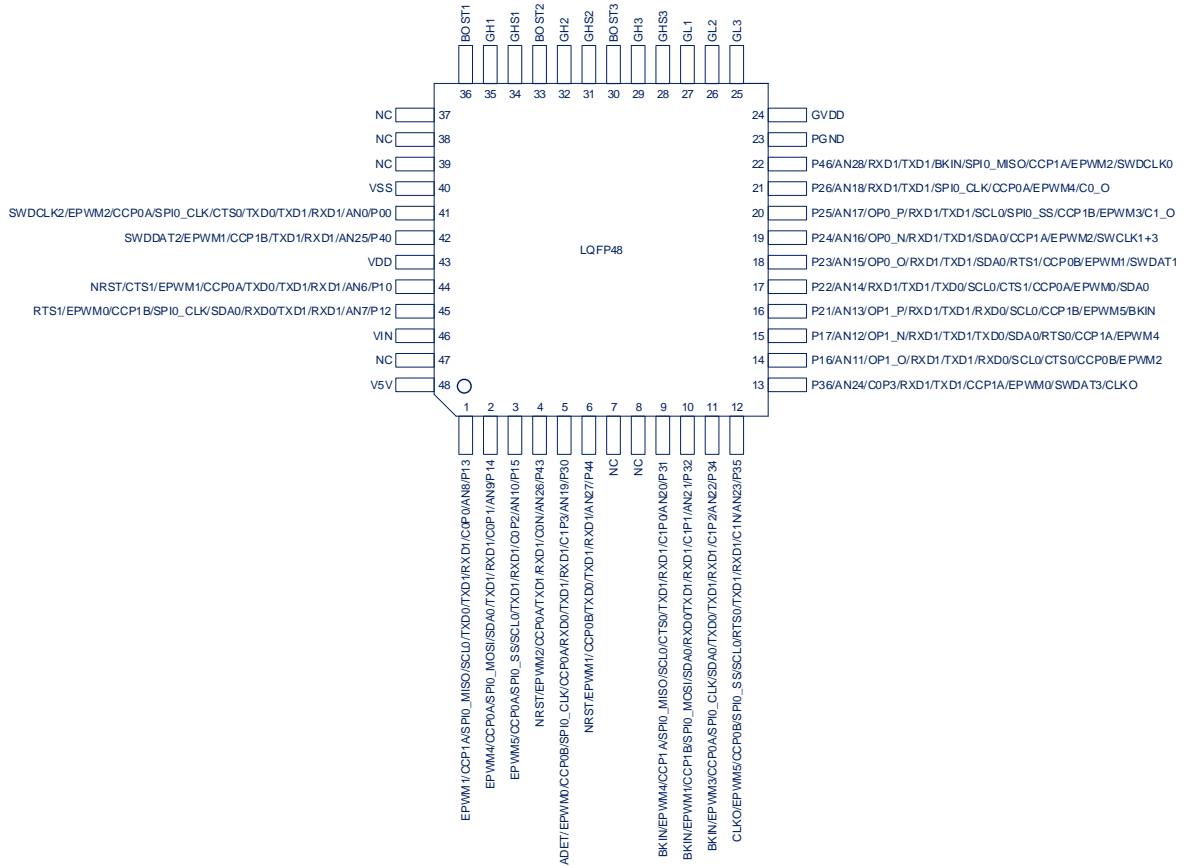 BOST1
GH1
GHS1
BOST2
GH2
GHS2
BOST3
GH3
GHS3
GL1
GL2
GL3
36 35 34 33 32 31 30 29 28 27 26 25
NC 37
NC 38
NC 39
VSS 40
SWDCLK2/EPWM2/CCP0A/SPI0_CLK/CTS0/TXD0/TXD1/RXD1/AN0/P00 41
SWDDAT2/EPWM1/CCP1B/TXD1/RXD1/AN25/P40 42
VDD 43
NRST/CTS1/EPWM1/CCP0A/TXD0/TXD1/RXD1/AN6/P10 44
RTS1/EPWM0/CCP1B/SPI0_CLK/SDA0/RXD0/TXD1/RXD1/AN7/P12 45
VIN 46
NC 47
V5V 48
LQFP48
24 GVDD
23 PGND
22 P46/AN28/RXD1/TXD1/BKIN/SPI0_MISO/CCP1A/EPWM2/SWDCLK0
21 P26/AN18/RXD1/TXD1/SPI0_CLK/CCP0A/EPWM4/C0_O
20 P25/AN17/OP0_P/RXD1/TXD1/SCL0/SPI0_SS/CCP1B/EPWM3/C1_O
19 P24/AN16/OP0_N/RXD1/TXD1/SDA0/CCP1A/EPWM2/SWCLK1+3
18 P23/AN15/OP0_O/RXD1/TXD1/SDA0/RTS1/CCP0B/EPWM1/SWDAT1
17 P22/AN14/RXD1/TXD1/TXD0/SCL0/CTS1/CCP0A/EPWM0/SDA0
16 P21/AN13/OP1_P/RXD1/TXD1/RXD0/SCL0/CCP1B/EPWM5/BKIN
15 P17/AN12/OP1_N/RXD1/TXD1/TXD0/SDA0/RTS0/CCP1A/EPWM4
14 P16/AN11/OP1_O/RXD1/TXD1/RXD0/SCL0/CTS0/CCP0B/EPWM2
13 P36/AN24/C0P3/RXD1/TXD1/CCP1A/EPWM0/SWDAT3/CLKO
1 2 3 4 5 6 7 8 9 10 11 12
EPWM1/CCP1A/SPI0_MISO/SCL0/TXD0/TXD1/RXD1/C0P0/AN8/P13
EPWM4/CCP0A/SPI0_MOSI/SDA0/TXD1/RXD1/C0P1/AN9/P14
EPWM5/CCP0A/SPI0_SS/SCL0/TXD1/RXD1/C0P2/AN10/P15
NRST/EPWM2/CCP0A/TXD1/RXD1/C0N/AN26/P43
ADET/EPWM0/CCP0B/SPI0_CLK/CCP0A/RXD0/TXD1/RXD1/C1P3/AN19/P30
NRST/EPWM1/CCP0B/TXD0/TXD1/RXD1/AN27/P44
NC
NC
BKIN/EPWM4/CCP1A/SPI0_MISO/SCL0/CTS0/TXD1/RXD1/C1P0/AN20/P31
BKIN/EPWM1/CCP1B/SPI0_MOSI/SDA0/RXD0/TXD1/RXD1/C1P1/AN21/P32
BKIN/EPWM3/CCP0A/SPI0_CLK/SDA0/TXD0/TXD1/RXD1/C1P2/AN22/P34
CLKO/EPWM5/CCP0B/SPI0_SS/SCL0/RTS0/TXD1/RXD1/C1N/AN23/P35